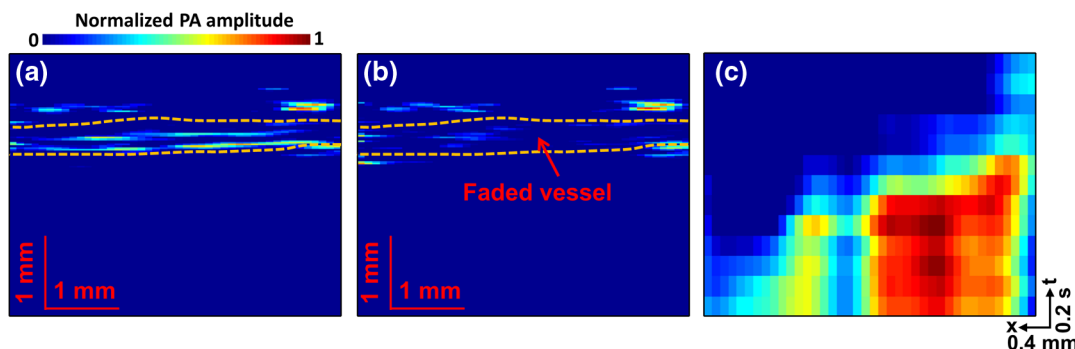 Normalized PA amplitude
0 1
(a) (b) (c)
Faded vessel
1 mm
1 mm
1 mm
1 mm
t
0.2 s
x
0.4 mm